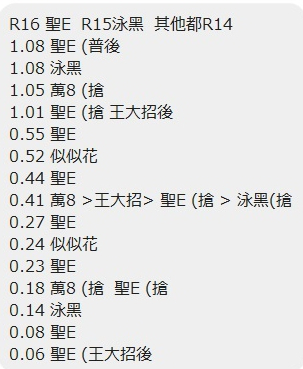 R16 聖E  R15泳黑  其他都R14
1.08 聖E (普後
1.08 泳黑
1.05 萬8 (搶
1.01 聖E (搶 王大招後
0.55 聖E
0.52 似似花
0.44 聖E
0.41 萬8 >王大招> 聖E (搶 > 泳黑(搶
0.27 聖E
0.24 似似花
0.23 聖E
0.18 萬8 (搶  聖E (搶
0.14 泳黑
0.08 聖E
0.06 聖E (王大招後